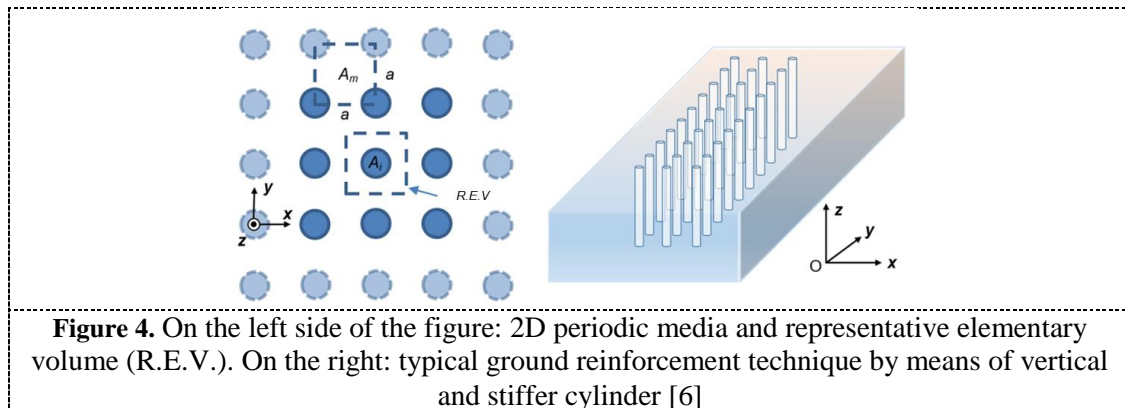 A_m
a
a
A_i
R.E.V
y
x
z
z
y
O
x
Figure 4. On the left side of the figure: 2D periodic media and representative elementary
volume (R.E.V.). On the right: typical ground reinforcement technique by means of vertical
and stiffer cylinder [6]